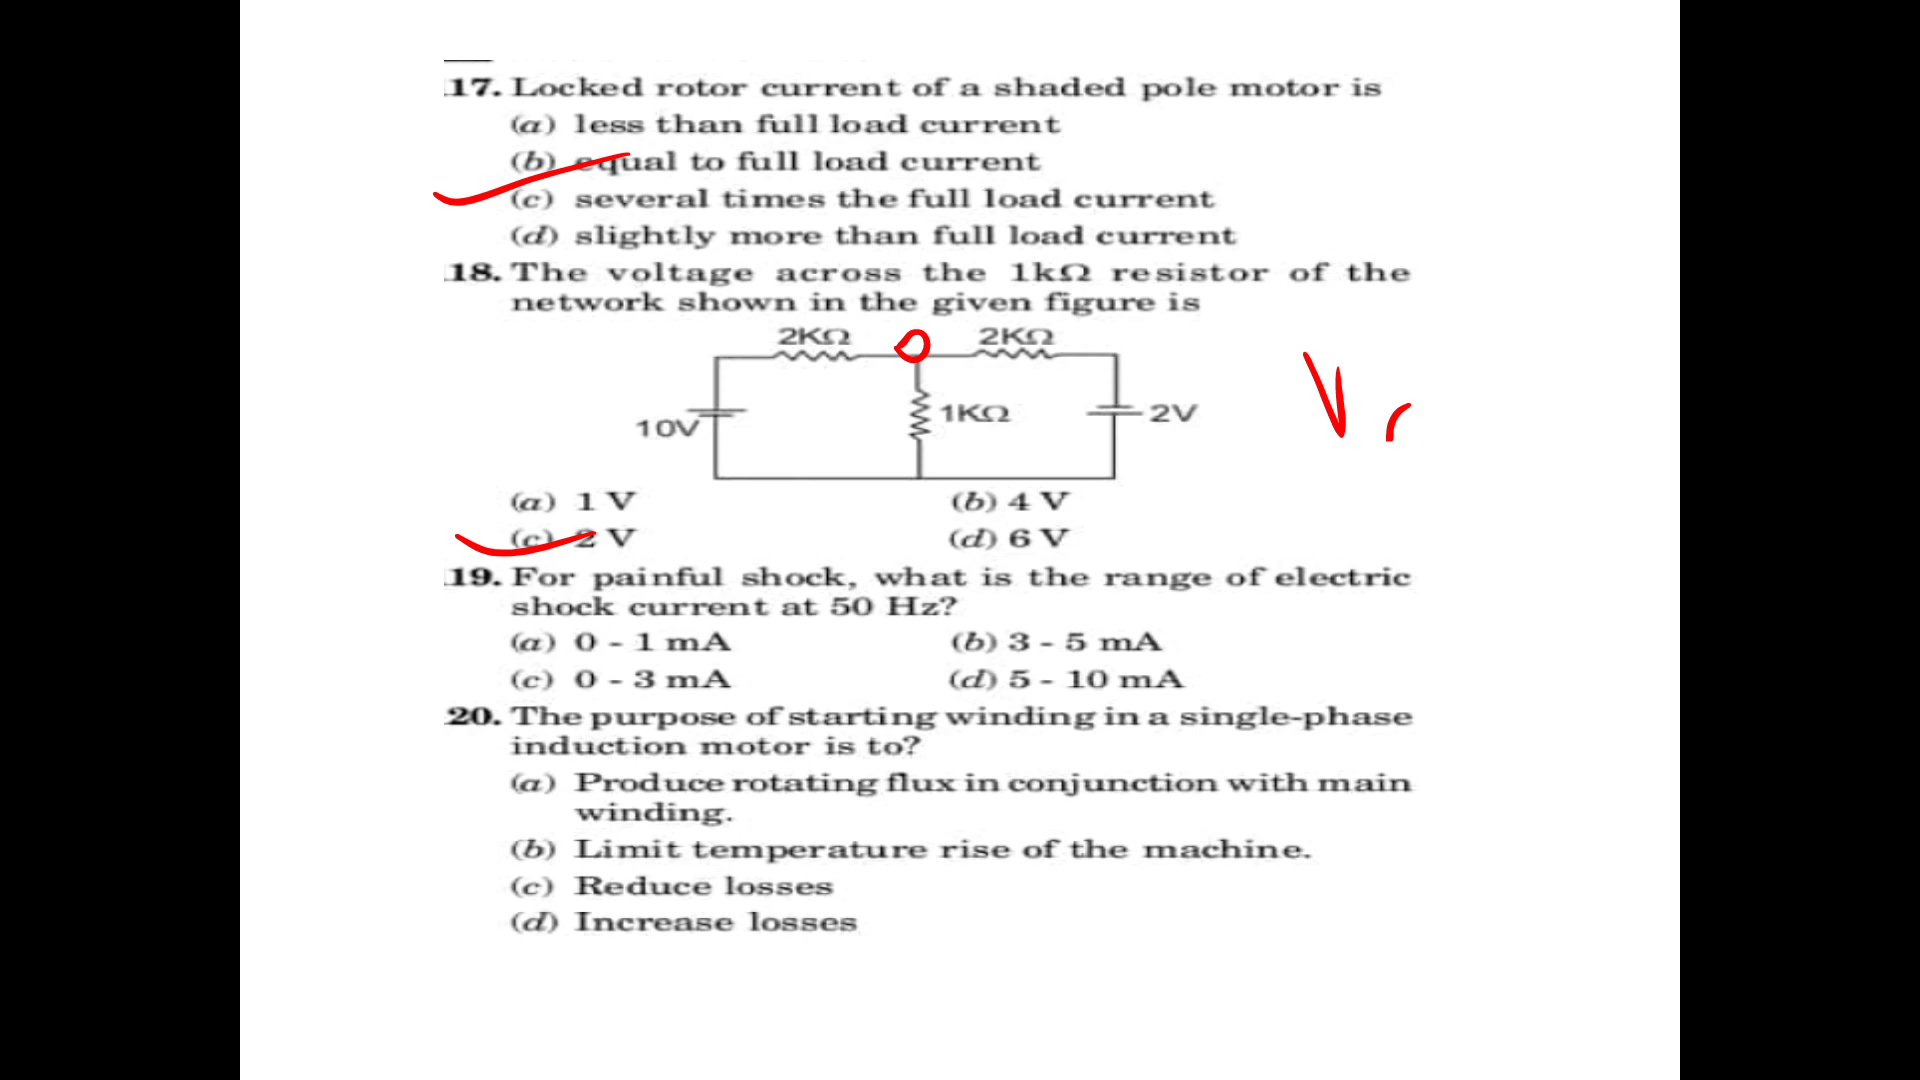 17. Locked rotor current of a shaded pole motor is
(a) less than full load current
(b) equal to full load current
(c) several times the full load current
(d) slightly more than full load current
18. The voltage across the 1kΩ resistor of the
network shown in the given figure is
2KΩ 2KΩ
10V 1KΩ 2V
V
(a) 1 V (b) 4 V
(c) 2 V (d) 6 V
19. For painful shock, what is the range of electric
shock current at 50 Hz?
(a) 0 - 1 mA (b) 3 - 5 mA
(c) 0 - 3 mA (d) 5 - 10 mA
20. The purpose of starting winding in a single-phase
induction motor is to?
(a) Produce rotating flux in conjunction with main
winding.
(b) Limit temperature rise of the machine.
(c) Reduce losses
(d) Increase losses